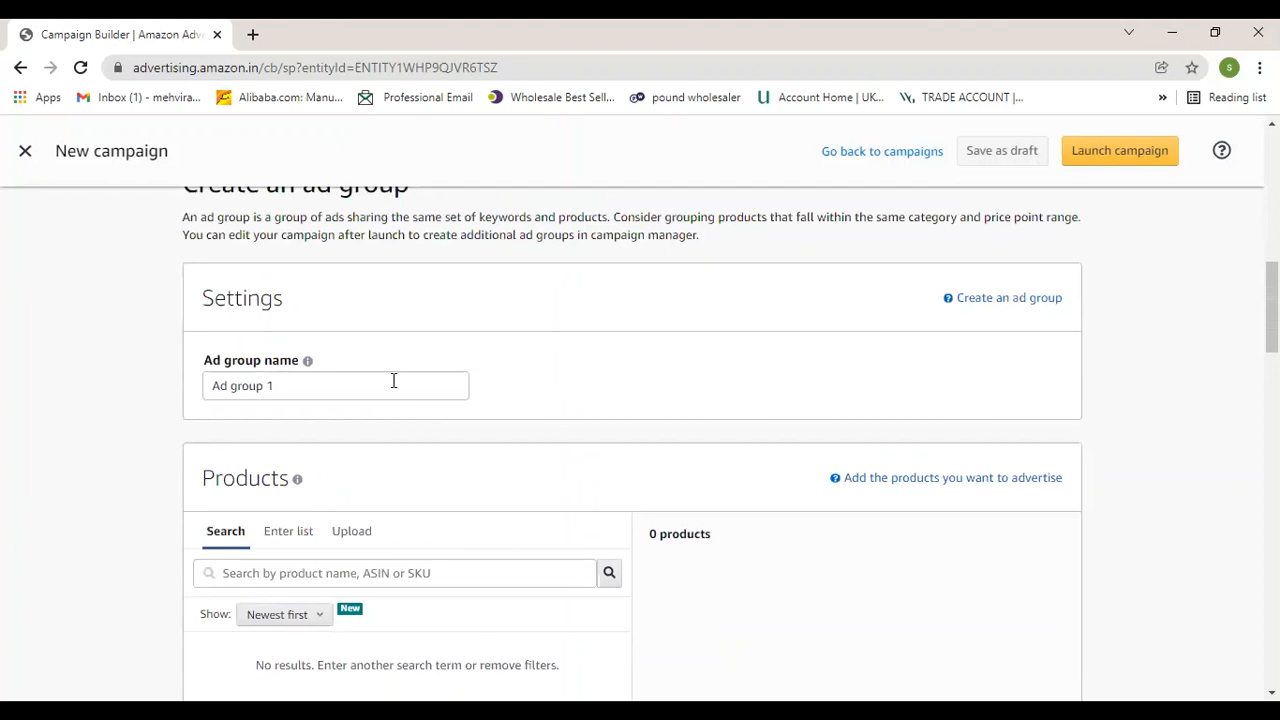 Campaign Builder | Amazon Adv
advertising.amazon.in/cb/sp?entityId=ENTITY1WHP9QJVR6TSZ
S
Apps
Inbox (1) - mehvira...
Alibaba.com: Manu...
Professional Email
Wholesale Best Sell...
pound wholesaler
Account Home | UK...
TRADE ACCOUNT |...
»
Reading list
New campaign
Go back to campaigns
Save as draft
Launch campaign
Create an ad group
An ad group is a group of ads sharing the same set of keywords and products. Consider grouping products that fall within the same category and price point range.
You can edit your campaign after launch to create additional ad groups in campaign manager.
Settings
Create an ad group
Ad group name
Ad group 1
Products
Add the products you want to advertise
Search Enter list Upload
0 products
Search by product name, ASIN or SKU
Show: Newest first New
No results. Enter another search term or remove filters.